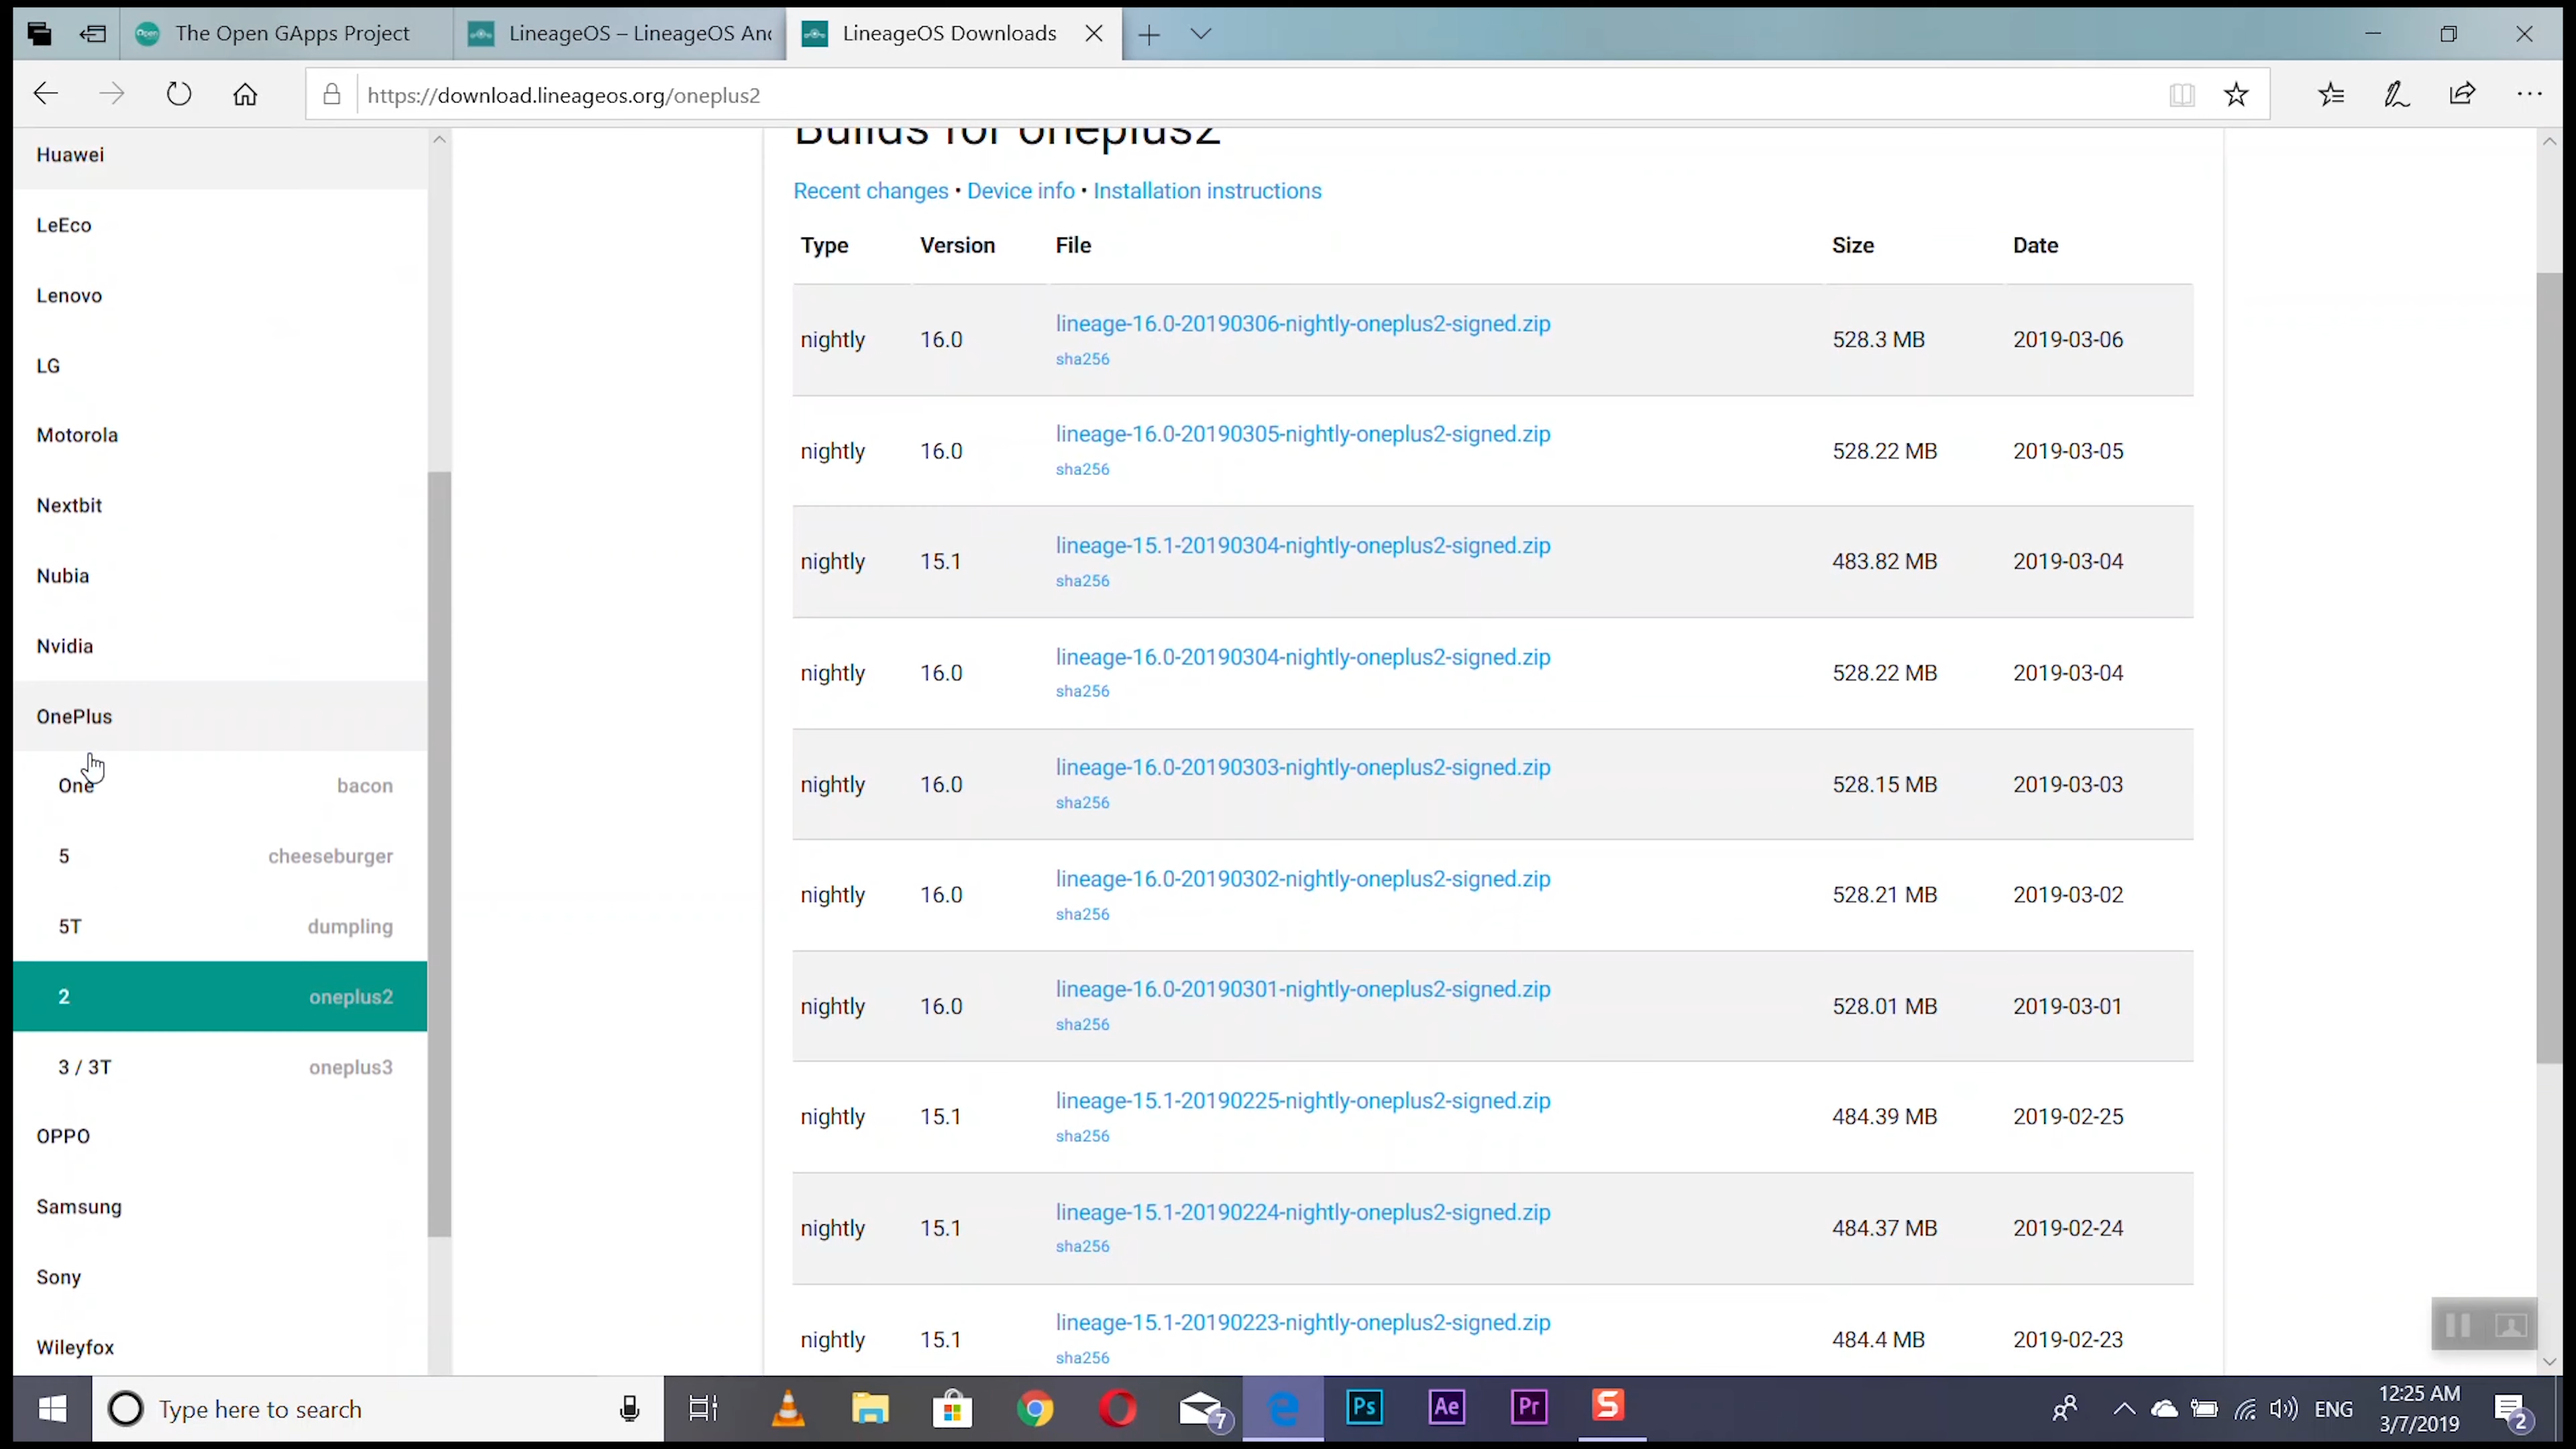 The Open GApps Project
LineageOS – LineageOS Anc
LineageOS Downloads
https://download.lineageos.org/oneplus2
Huawei
LeEco
Lenovo
LG
Motorola
Nextbit
Nubia
Nvidia
OnePlus
One bacon
5 cheeseburger
5T dumpling
2 oneplus2
3 / 3T oneplus3
OPPO
Samsung
Sony
Wileyfox
Builds for oneplus2
Recent changes • Device info • Installation instructions
Type Version File Size Date
nightly 16.0 lineage-16.0-20190306-nightly-oneplus2-signed.zip 528.3 MB 2019-03-06
sha256
nightly 16.0 lineage-16.0-20190305-nightly-oneplus2-signed.zip 528.22 MB 2019-03-05
sha256
nightly 15.1 lineage-15.1-20190304-nightly-oneplus2-signed.zip 483.82 MB 2019-03-04
sha256
nightly 16.0 lineage-16.0-20190304-nightly-oneplus2-signed.zip 528.22 MB 2019-03-04
sha256
nightly 16.0 lineage-16.0-20190303-nightly-oneplus2-signed.zip 528.15 MB 2019-03-03
sha256
nightly 16.0 lineage-16.0-20190302-nightly-oneplus2-signed.zip 528.21 MB 2019-03-02
sha256
nightly 16.0 lineage-16.0-20190301-nightly-oneplus2-signed.zip 528.01 MB 2019-03-01
sha256
nightly 15.1 lineage-15.1-20190225-nightly-oneplus2-signed.zip 484.39 MB 2019-02-25
sha256
nightly 15.1 lineage-15.1-20190224-nightly-oneplus2-signed.zip 484.37 MB 2019-02-24
sha256
nightly 15.1 lineage-15.1-20190223-nightly-oneplus2-signed.zip 484.4 MB 2019-02-23
sha256
Type here to search
7
Ps
Ae
Pr
S
ENG
12:25 AM
3/7/2019
2